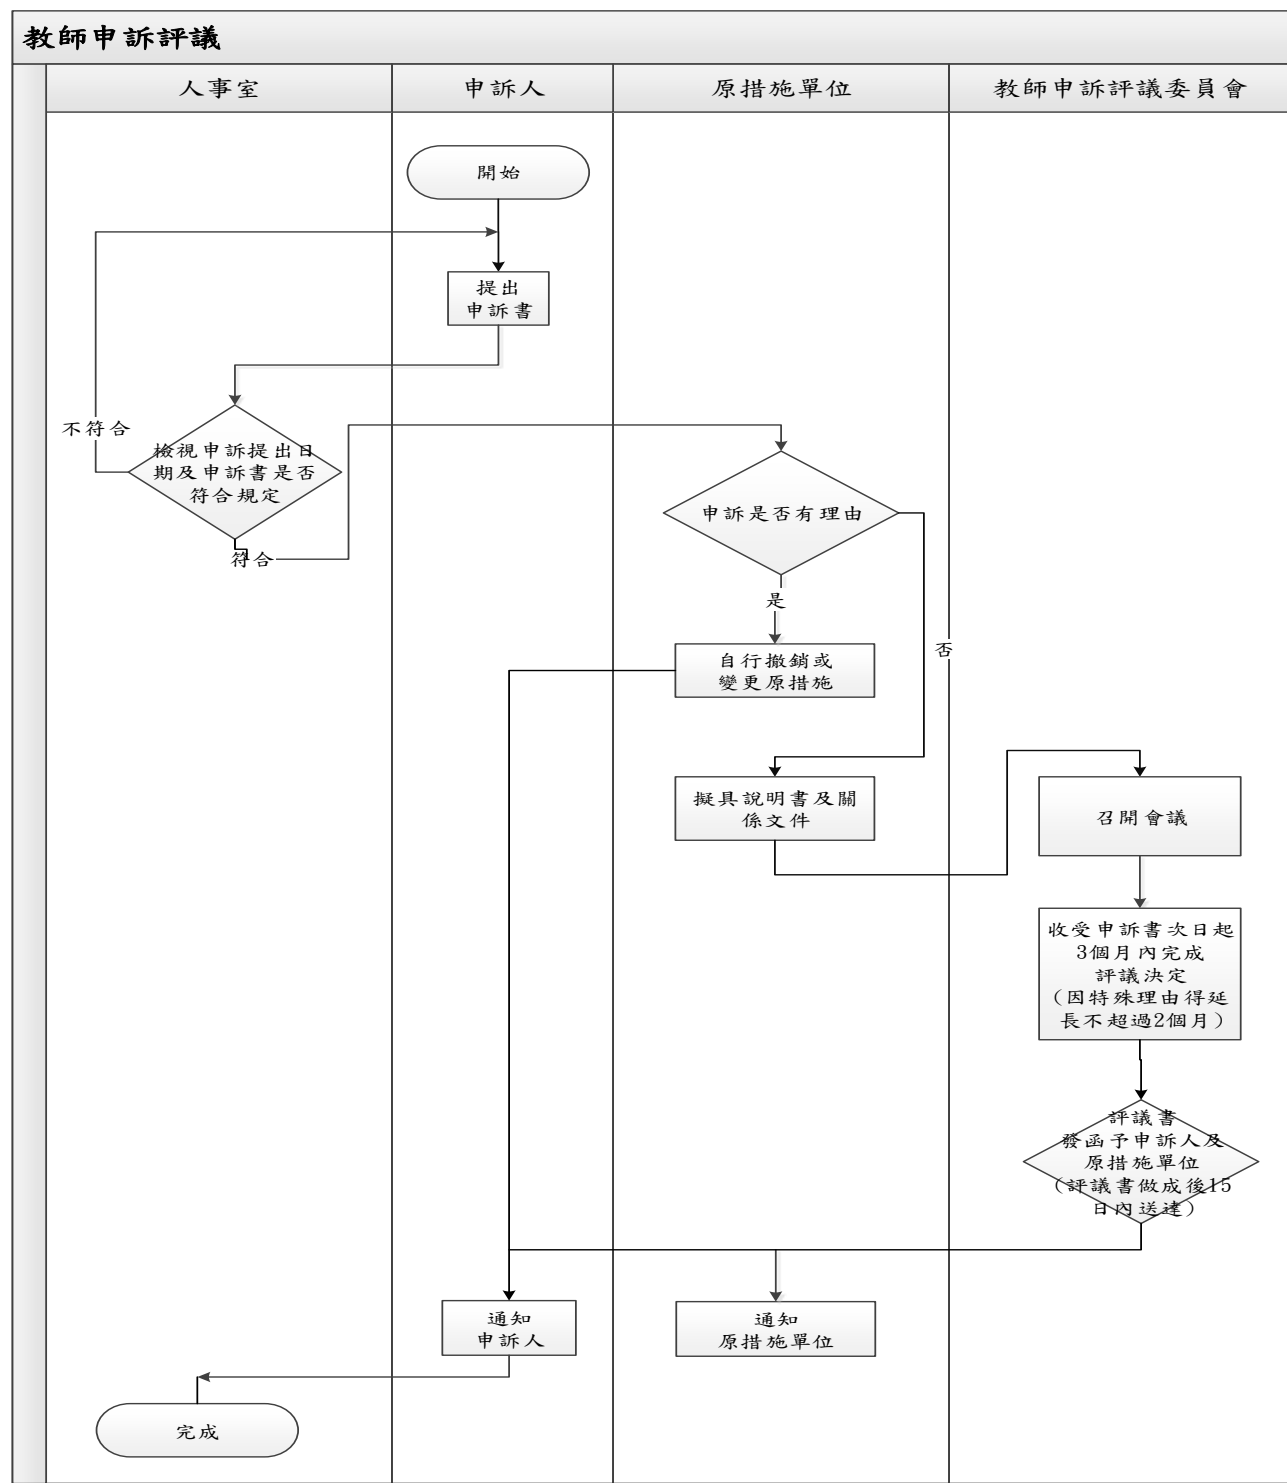 教師申訴評議
人事室
申訴人
原措施單位
教師申訴評議委員會
開始
提出
申訴書
不符合
檢視申訴提出日
期及申訴書是否
符合規定
符合
申訴是否有理由
是
否
自行撤銷或
變更原措施
擬具說明書及關
係文件
召開會議
收受申訴書次日起
3個月內完成
評議決定
（因特殊理由得延
長不超過2個月）
評議書
發函予申訴人及
原措施單位
（評議書做成後15
日內送達）
通知
申訴人
通知
原措施單位
完成